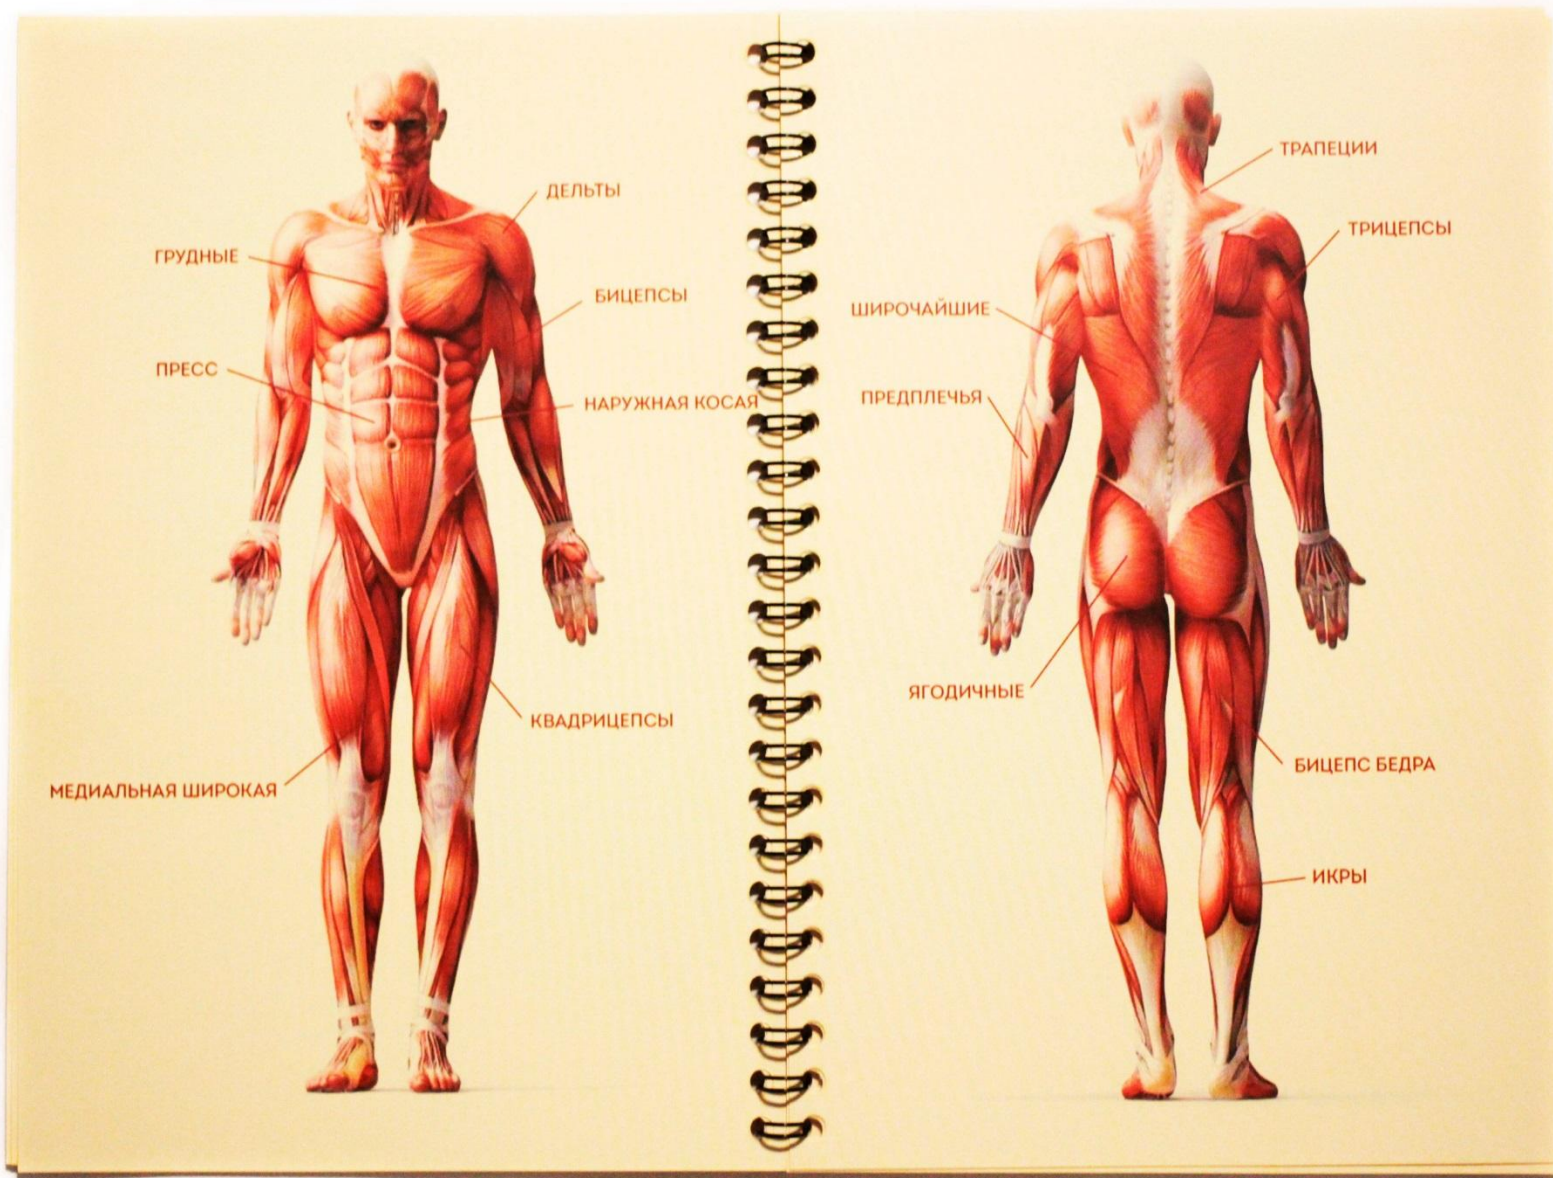 ДЕЛЬТЫ
ГРУДНЫЕ
БИЦЕПСЫ
ПРЕСС
НАРУЖНАЯ КОСАЯ
КВАДРИЦЕПСЫ
МЕДИАЛЬНАЯ ШИРОКАЯ
ТРАПЕЦИИ
ТРИЦЕПСЫ
ШИРОЧАЙШИЕ
ПРЕДПЛЕЧЬЯ
ЯГОДИЧНЫЕ
БИЦЕПС БЕДРА
ИКРЫ